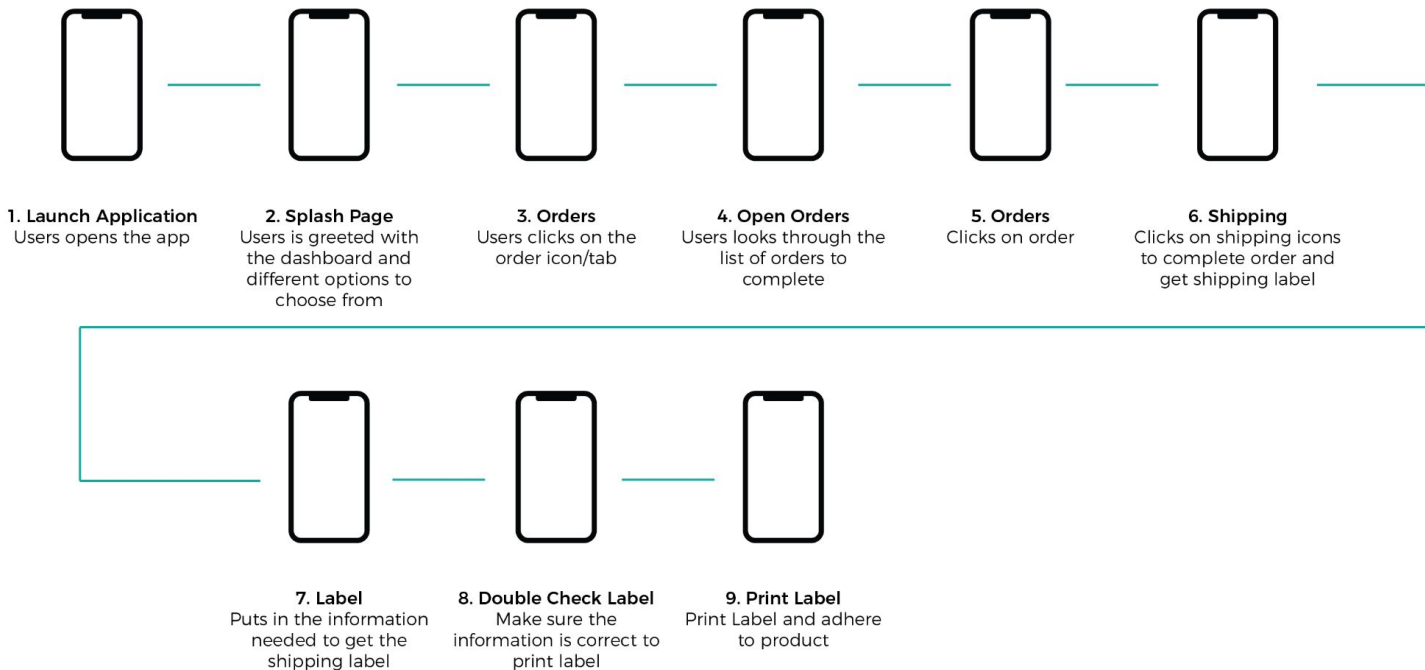 1. Launch Application
Users opens the app
2. Splash Page
Users is greeted with
the dashboard and
different options to
choose from
3. Orders
Users clicks on the
order icon/tab
4. Open Orders
Users looks through the
list of orders to
complete
5. Orders
Clicks on order
6. Shipping
Clicks on shipping icons
to complete order and
get shipping label
7. Label
Puts in the information
needed to get the
shipping label
8. Double Check Label
Make sure the
information is correct to
print label
9. Print Label
Print Label and adhere
to product